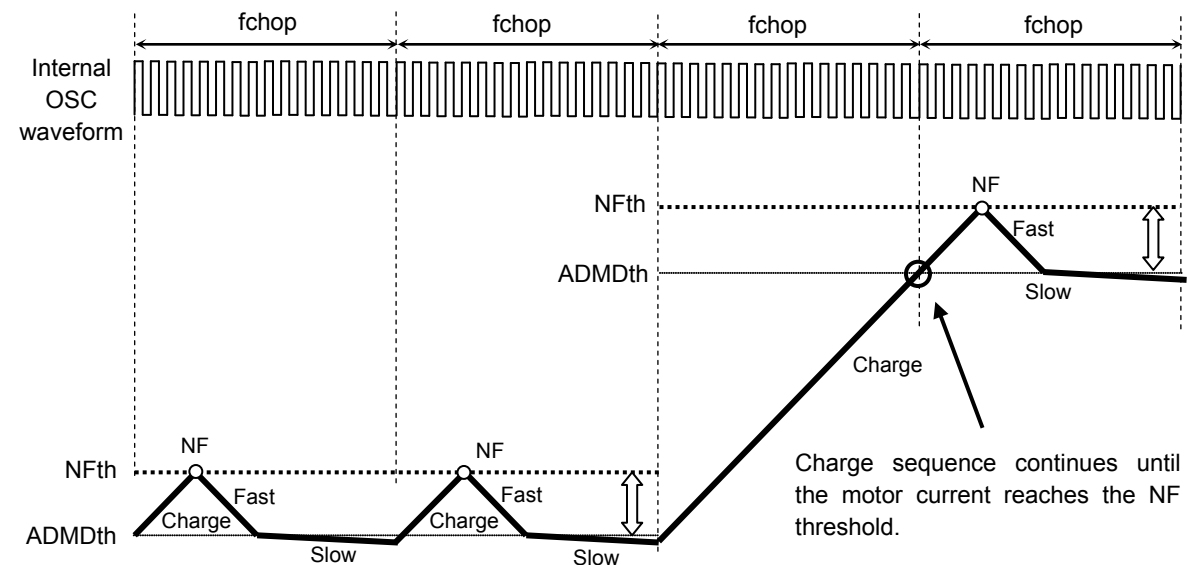 fchop fchop fchop fchop
Internal
OSC
waveform
NF
NFth
Fast
ADMDth
Slow
Charge
NF NF
NFth
Fast Fast
Charge Charge
ADMDth
Slow Slow
Charge sequence continues until
the motor current reaches the NF
threshold.